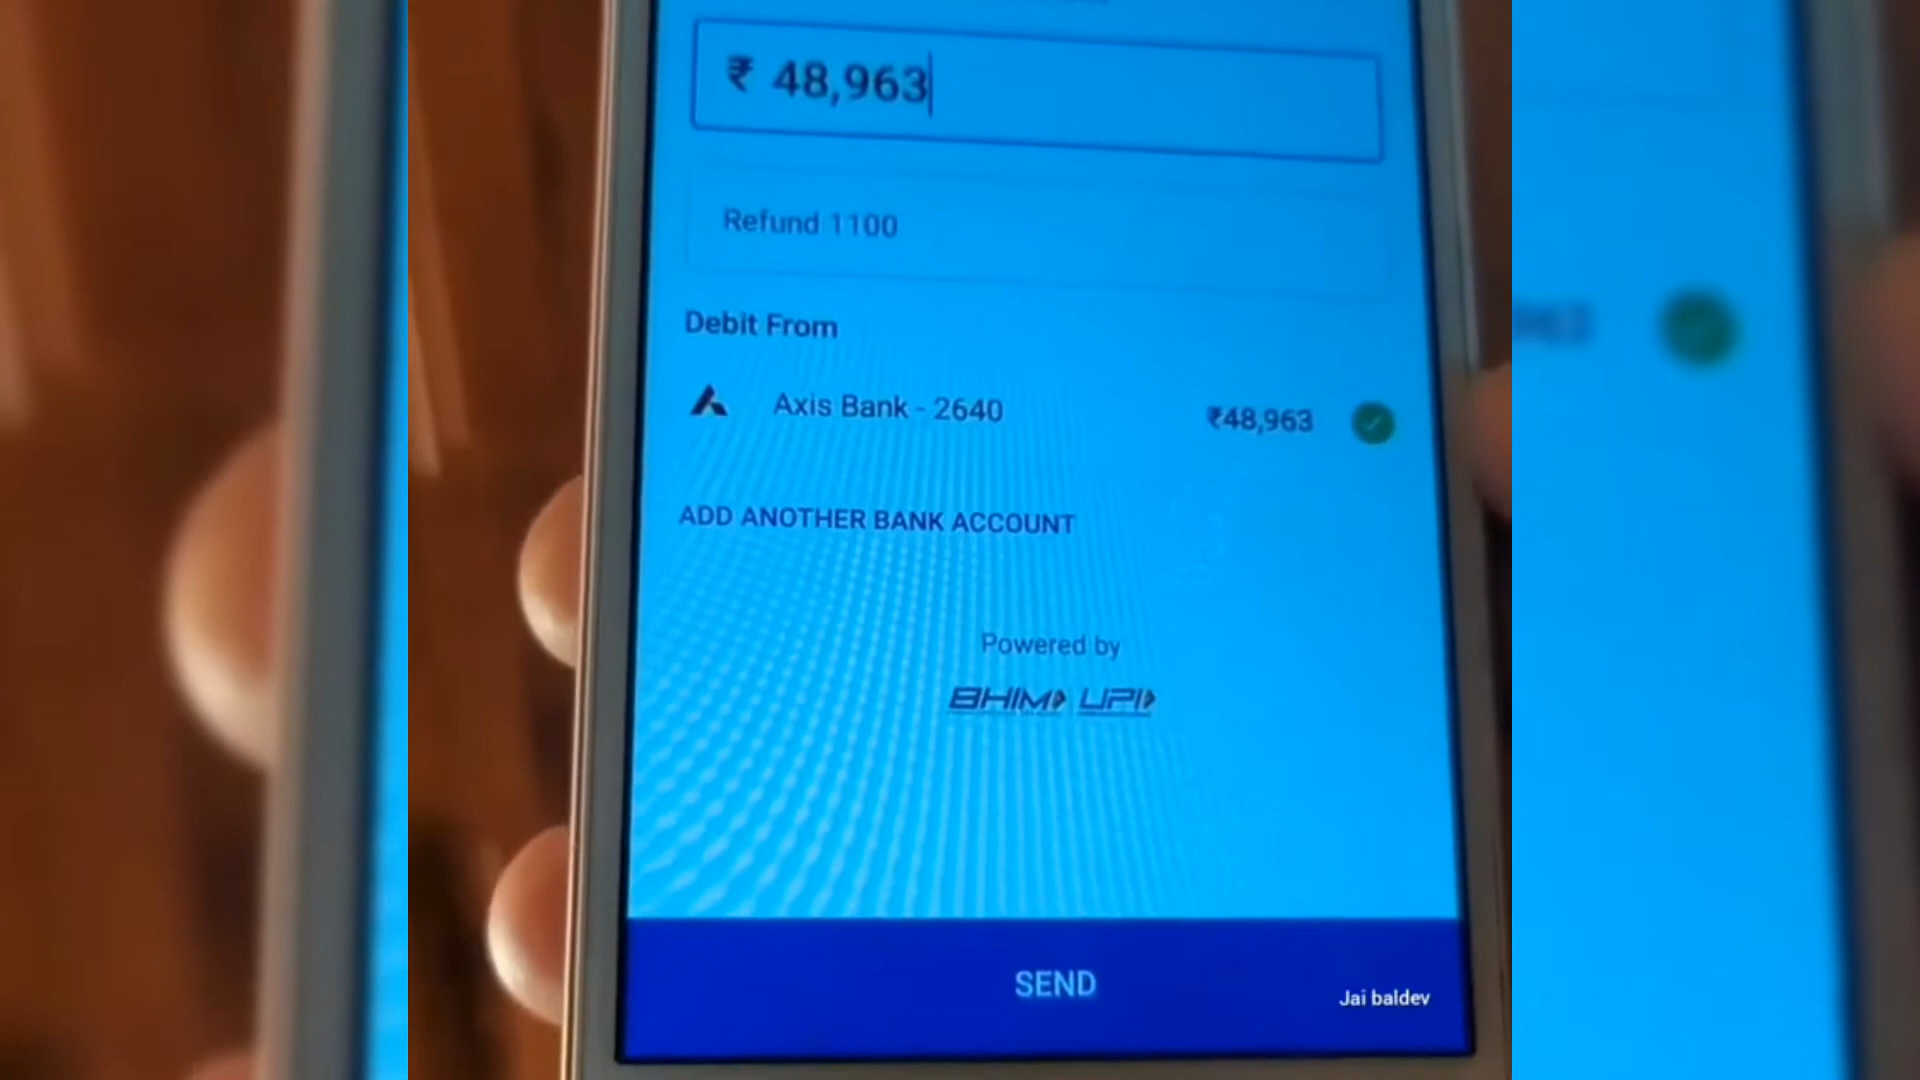 ₹ 48,963
Refund 1100
Debit From
Axis Bank - 2640
₹48,963
ADD ANOTHER BANK ACCOUNT
Powered by
BHIM UPI
SEND
Jai baldev
963